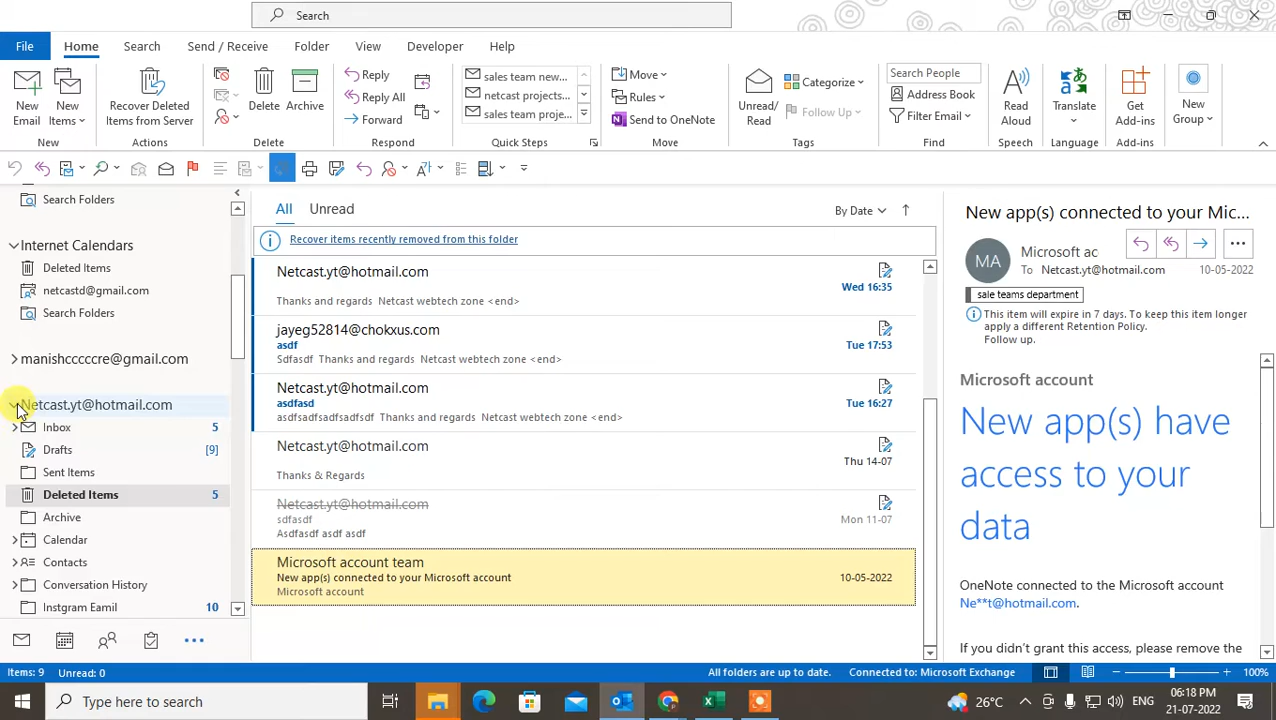 Search
File Home Search Send / Receive Folder View Developer Help
New Email
New Items
Recover Deleted Items from Server
Delete
Archive
Reply
Reply All
Forward
sales team new...
netcast projects...
sales team proje...
Move
Rules
Send to OneNote
Unread/ Read
Categorize
Follow Up
Search People
Address Book
Filter Email
Read Aloud
Translate
Get Add-ins
New Group
New Actions Delete Respond Quick Steps Move Tags Find Speech Language Add-ins
Search Folders
Internet Calendars
Deleted Items
netcastd@gmail.com
Search Folders
manishcccccre@gmail.com
Netcast.yt@hotmail.com
Inbox 5
Drafts [9]
Sent Items
Deleted Items 5
Archive
Calendar
Contacts
Conversation History
Instgram Eamil 10
All Unread By Date
Recover items recently removed from this folder
Netcast.yt@hotmail.com
Wed 16:35
Thanks and regards Netcast webtech zone <end>
jayeg52814@chokxus.com
asdf Tue 17:53
Sdfasdf Thanks and regards Netcast webtech zone <end>
Netcast.yt@hotmail.com
asdfasd Tue 16:27
asdfasdfsadfasdfsdf Thanks and regards Netcast webtech zone <end>
Netcast.yt@hotmail.com
Thu 14-07
Thanks & Regards
Netcast.yt@hotmail.com
sdfasdf Mon 11-07
Asdfasdf asdf asdf
Microsoft account team
New app(s) connected to your Microsoft account 10-05-2022
Microsoft account
New app(s) connected to your Mic...
MA
Microsoft ac
To Netcast.yt@hotmail.com 10-05-2022
sale teams department
This item will expire in 7 days. To keep this item longer
apply a different Retention Policy.
Follow up.
Microsoft account
New app(s) have
access to your
data
OneNote connected to the Microsoft account
Ne**t@hotmail.com.
If you didn't grant this access, please remove the
Items: 9 Unread: 0 All folders are up to date. Connected to: Microsoft Exchange 100%
Type here to search
26°C
ENG
06:18 PM
21-07-2022